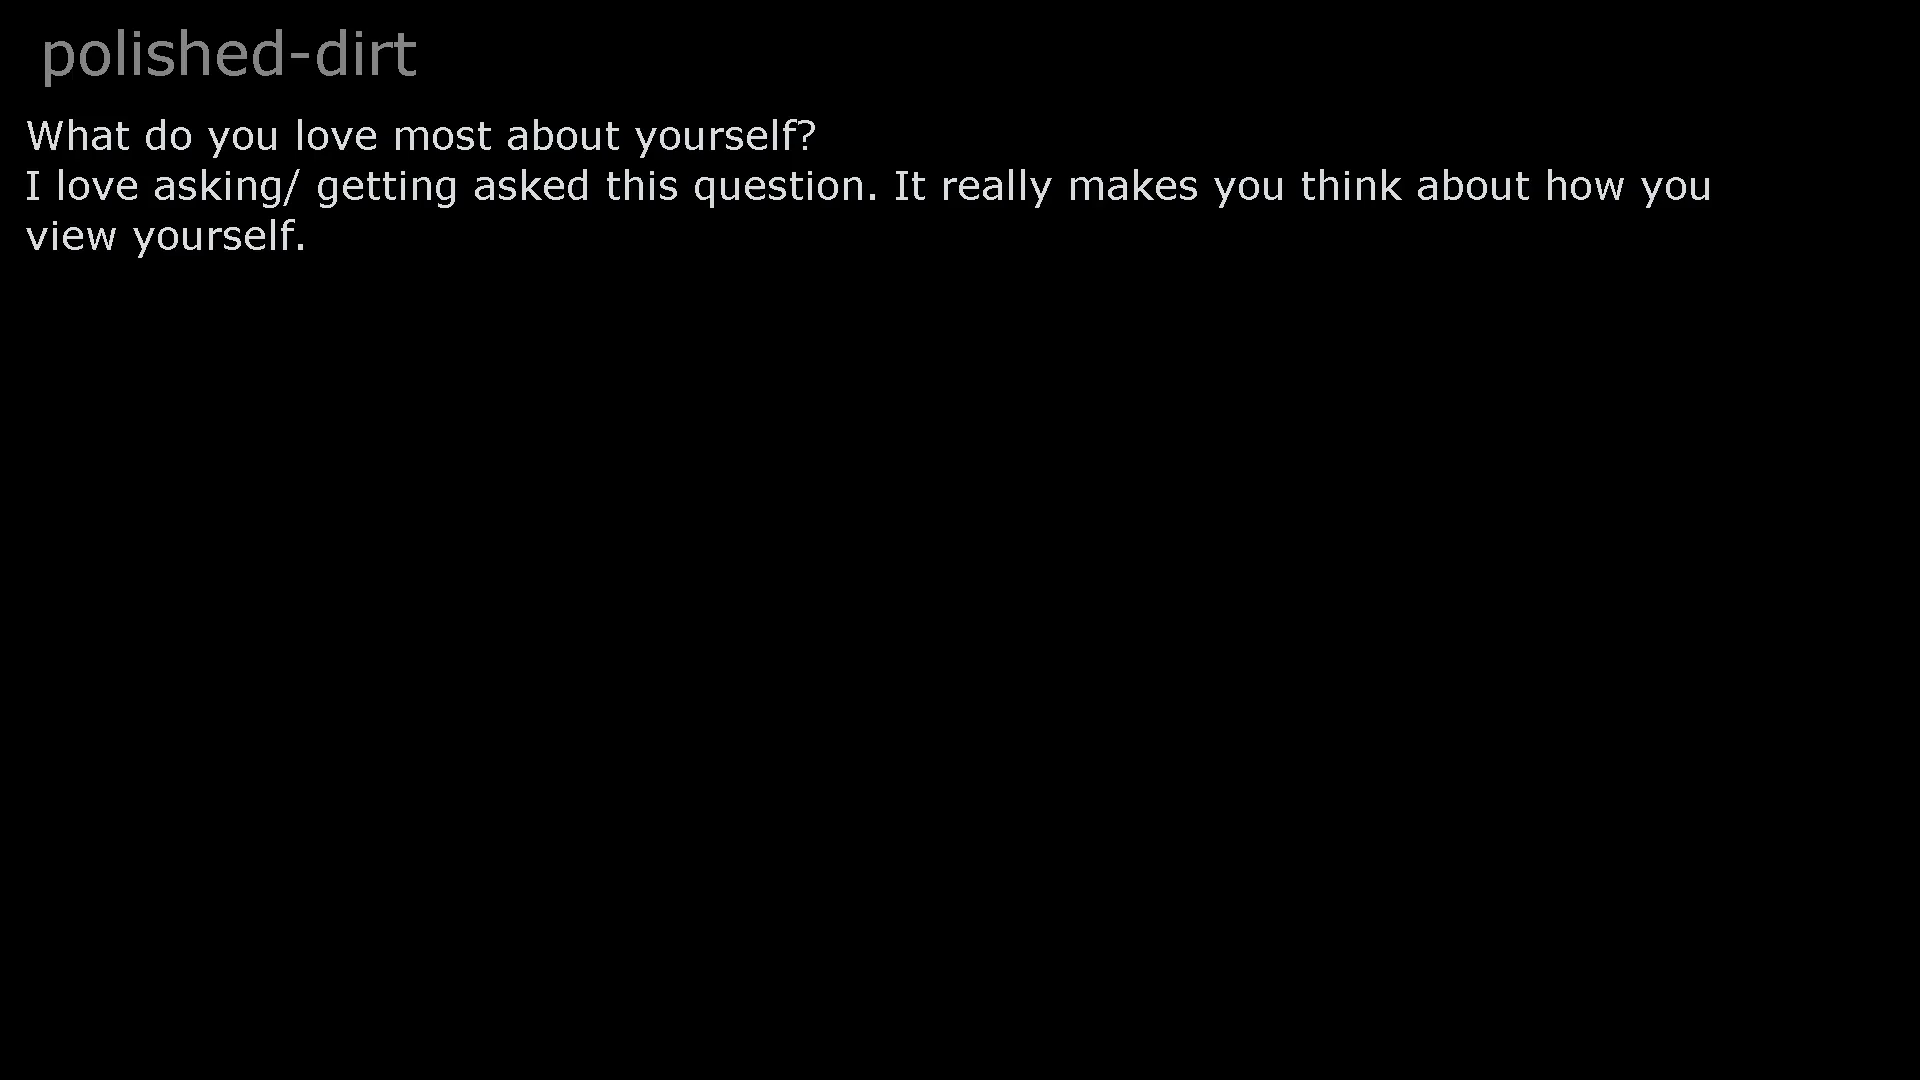 polished-dirt
What do you love most about yourself?
I love asking/ getting asked this question. It really makes you think about how you
view yourself.